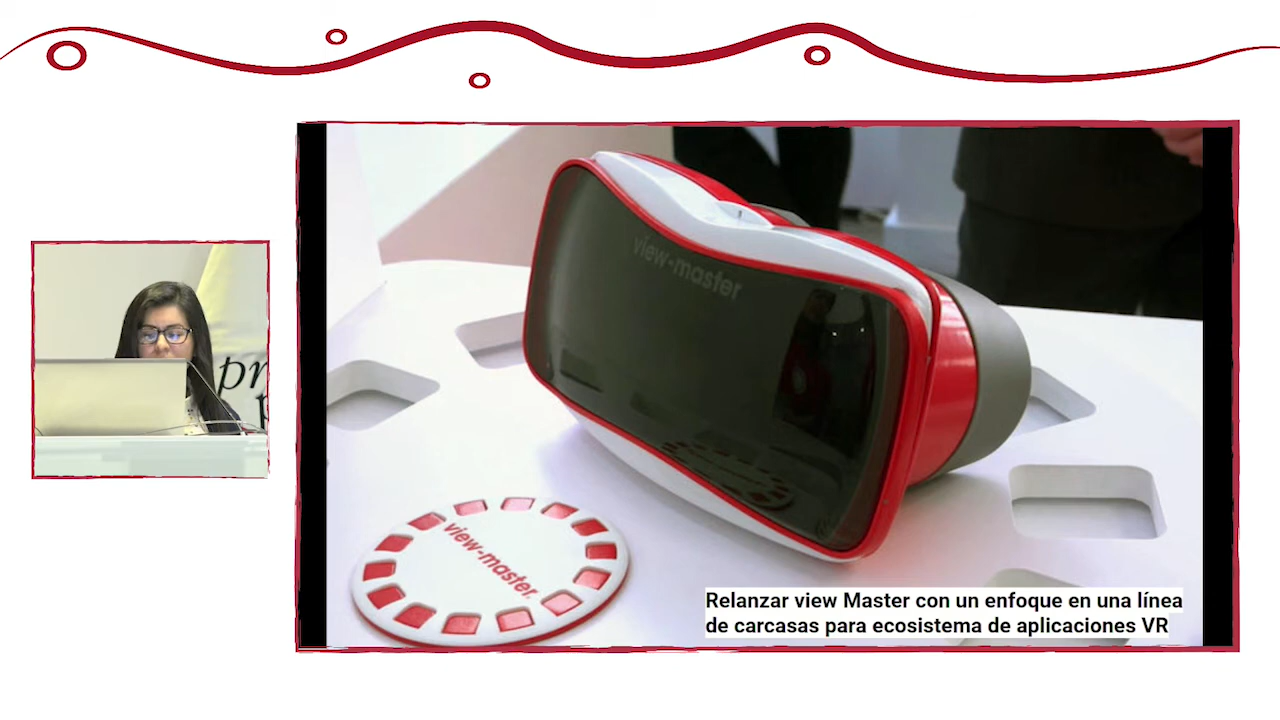 view-master
view-master
Relanzar view Master con un enfoque en una línea
de carcasas para ecosistema de aplicaciones VR